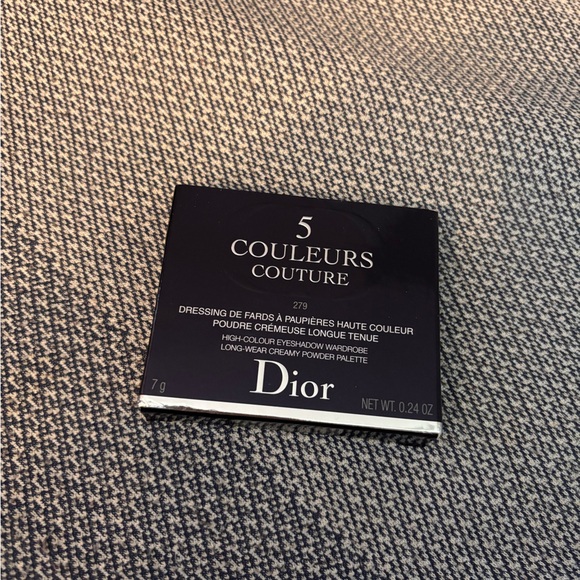 5
COULEURS
COUTURE
279
DRESSING DE FARDS À PAUPIÈRES HAUTE COULEUR
POUDRE CRÉMEUSE LONGUE TENUE
HIGH-COLOUR EYESHADOW WARDROBE
LONG-WEAR CREAMY POWDER PALETTE
Dior
7 g
NET WT. 0.24 OZ